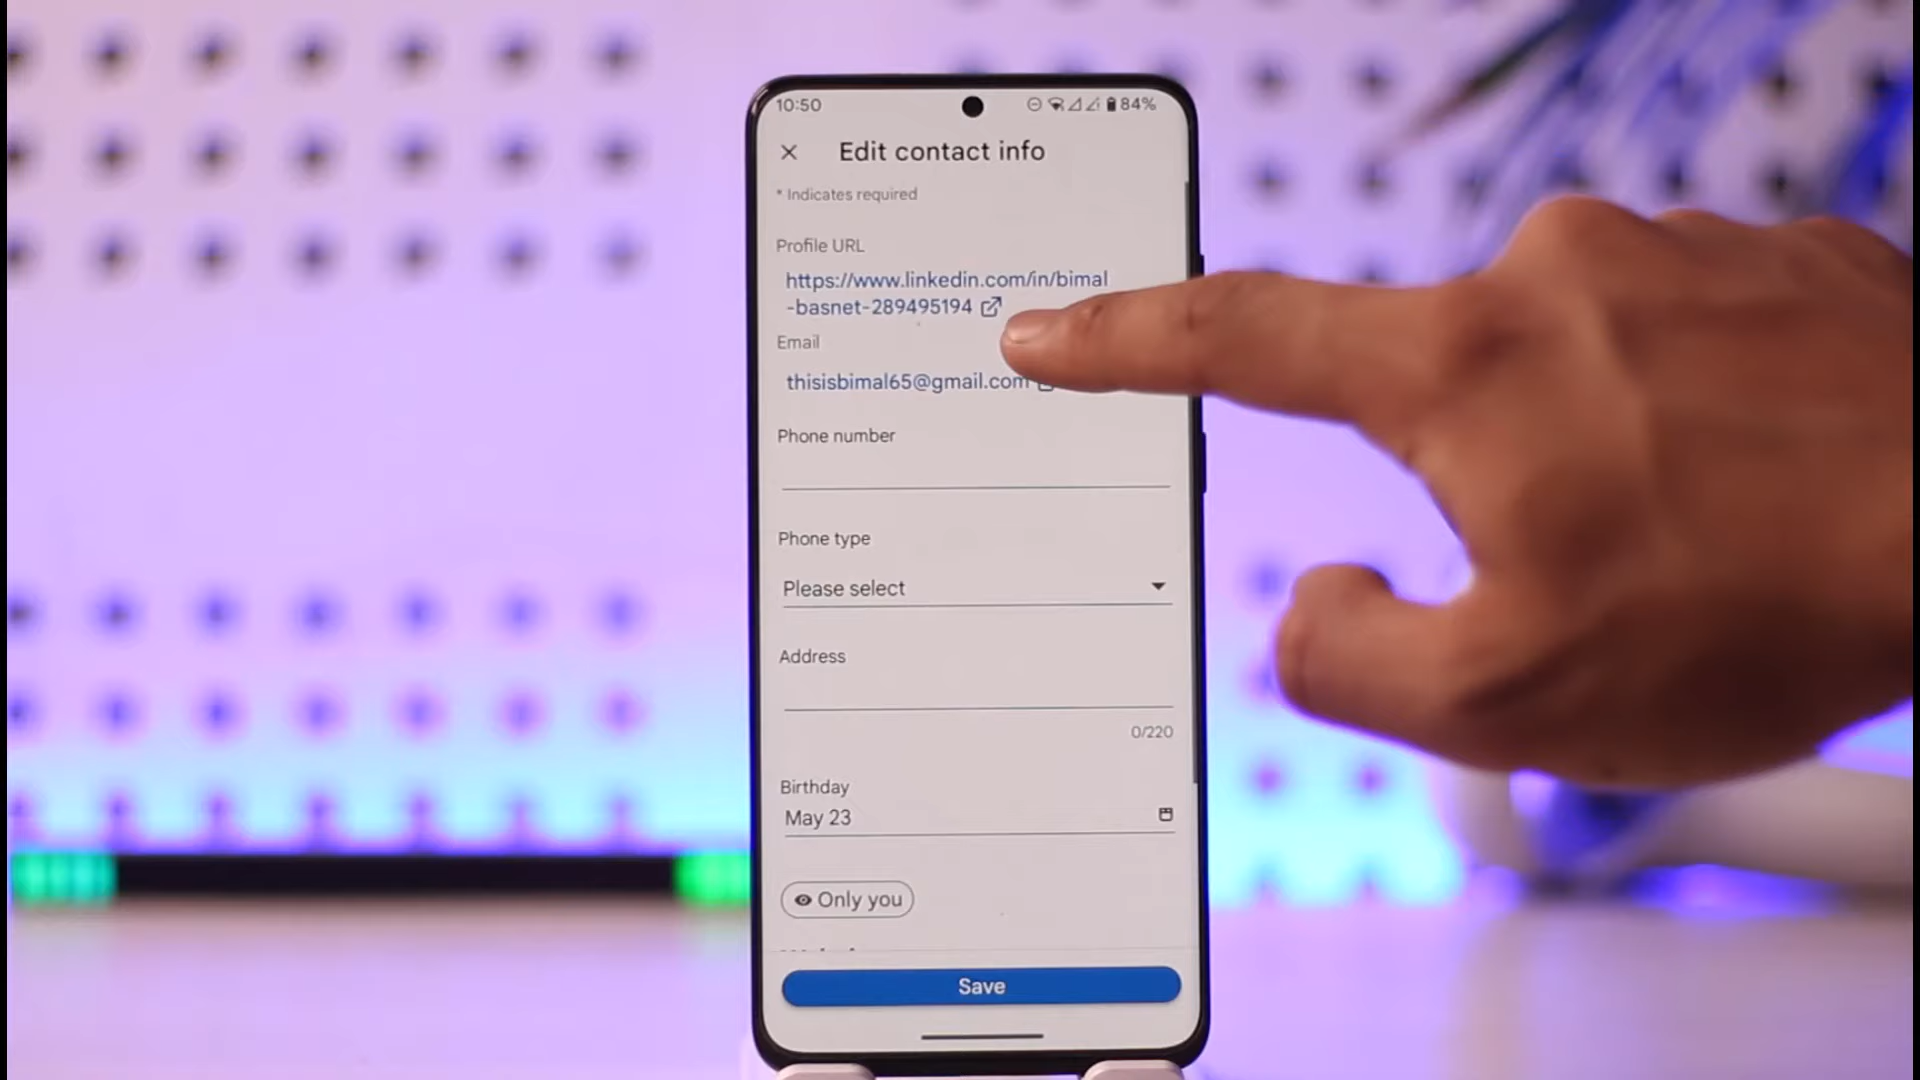 10:50 84%
Edit contact info
* Indicates required
Profile URL
https://www.linkedin.com/in/bimal
-basnet-289495194
Email
thisisbimal65@gmail.com
Phone number
Phone type
Please select
Address
0/220
Birthday
May 23
Only you
Save